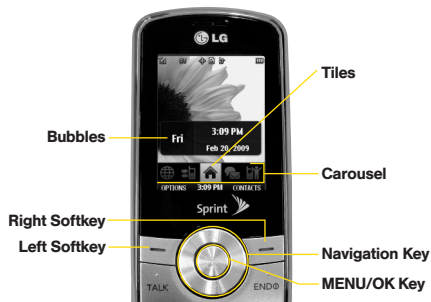 LG
Tiles
Bubbles
Fri
3:09 PM
Feb 20, 2009
Carousel
OPTIONS 3:09 PM CONTACTS
Sprint
Right Softkey
Left Softkey
Navigation Key
MENU/OK Key
TALK
END